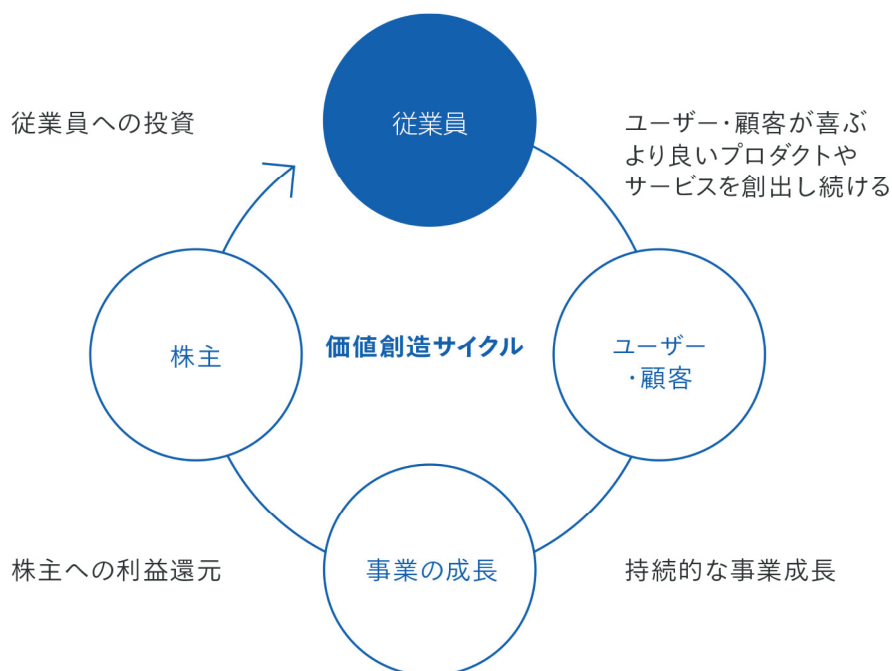 従業員
従業員への投資
ユーザー・顧客が喜ぶ
より良いプロダクトや
サービスを創出し続ける
価値創造サイクル
株主
ユーザー
・顧客
株主への利益還元
事業の成長
持続的な事業成長